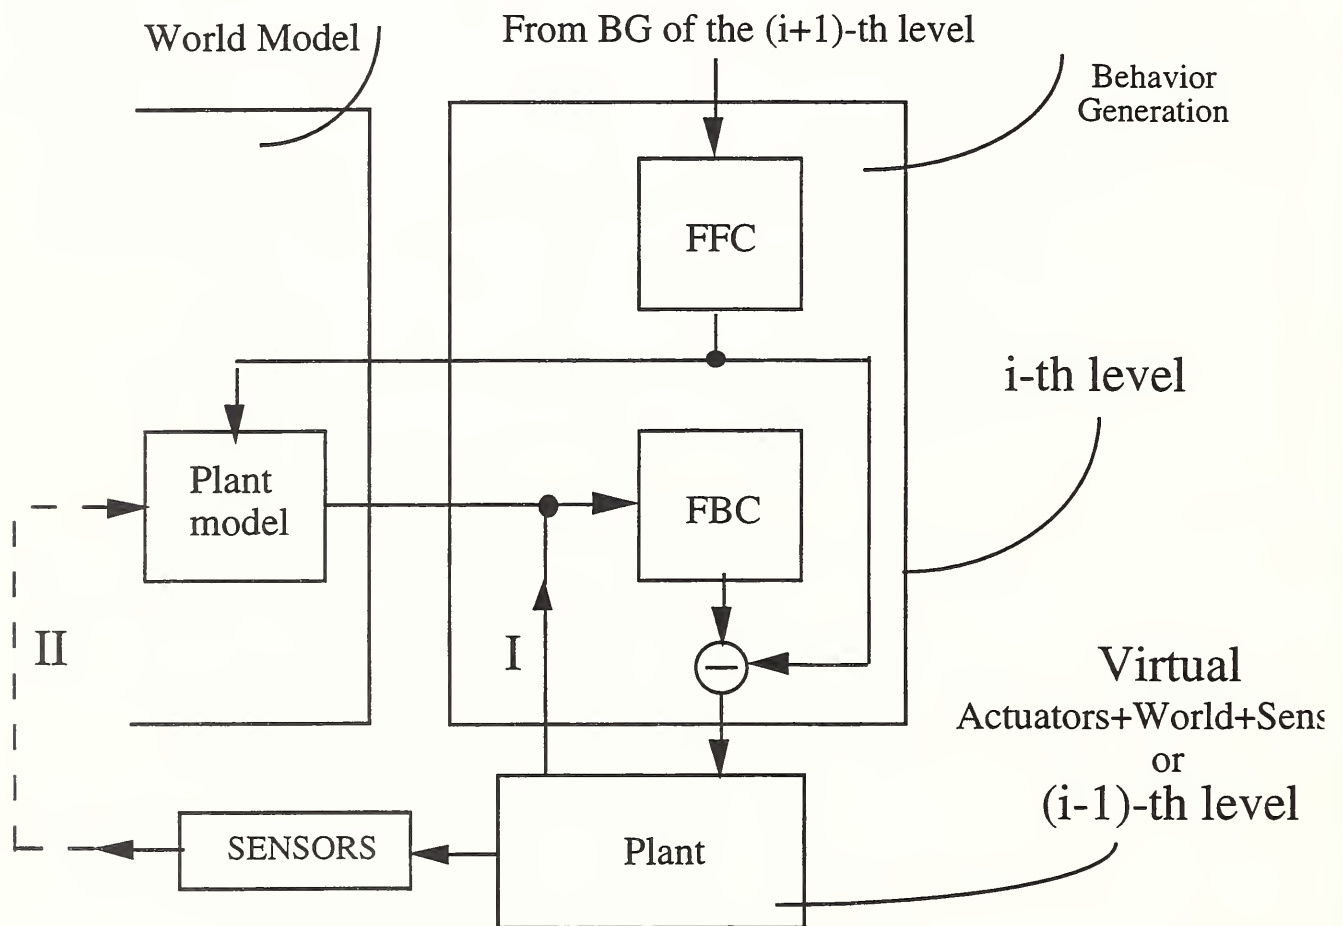 World Model
From BG of the (i+1)-th level
Behavior
Generation
FFC
i-th level
Plant
model
FBC
II
I
Virtual
Actuators+World+Sens
or
(i-1)-th level
SENSORS
Plant